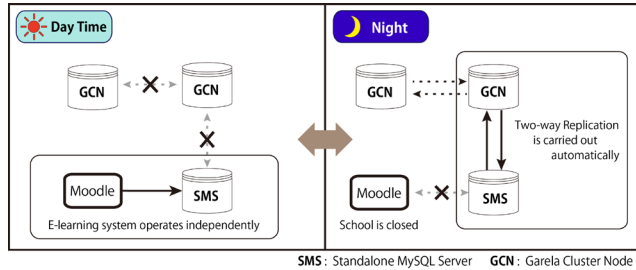 Day Time
GCN
GCN
Moodle
SMS
E-learning system operates independently
Night
GCN
GCN
Two-way Replication
is carried out
automatically
Moodle
SMS
School is closed
SMS : Standalone MySQL Server GCN : Garela Cluster Node